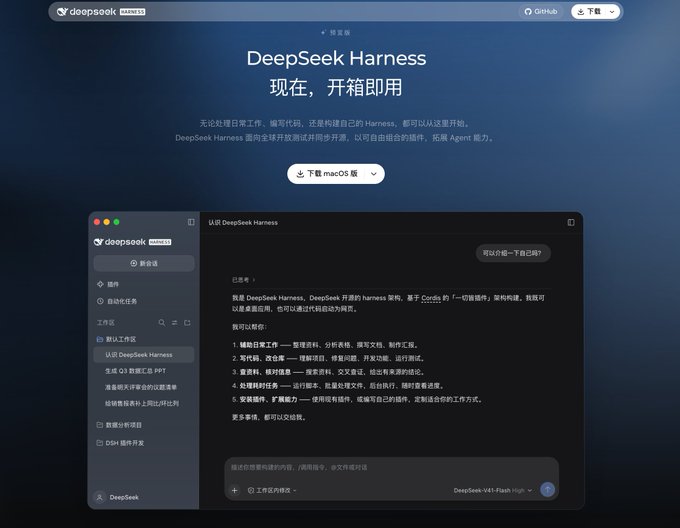 deepseek HARNESS
GitHub
下载
预览版
DeepSeek Harness
现在，开箱即用
无论处理日常工作、编写代码，还是构建自己的 Harness，都可以从这里开始。
DeepSeek Harness 面向全球开放测试并同步开源，以可自由组合的插件，拓展 Agent 能力。
下载 macOS 版
认识 DeepSeek Harness
deepseek HARNESS
新会话
插件
自动化任务
工作区
默认工作区
认识 DeepSeek Harness
生成 Q3 数据汇总 PPT
准备明天评审会的议题清单
给销售报表补上同比/环比列
数据分析项目
DSH 插件开发
DeepSeek
可以介绍一下自己吗？
已思考
我是 DeepSeek Harness，DeepSeek 开源的 harness 架构，基于 Cordis 的「一切皆插件」架构构建。我既可
以是桌面应用，也可以通过代码启动为网页。
我可以帮你：
1. 辅助日常工作 —— 整理资料、分析表格、撰写文档、制作汇报。
2. 写代码、改仓库 —— 理解项目、修复问题、开发功能、运行测试。
3. 查资料、核对信息 —— 搜索资料、交叉查证，给出有来源的结论。
4. 处理耗时任务 —— 运行脚本、批量处理文件，后台执行，随时查看进度。
5. 安装插件、扩展能力 —— 使用现有插件，或编写自己的插件，定制适合你的工作方式。
更多事情，都可以交给我。
描述你想要构建的内容，/调用指令，@文件或对话
工作区内修改
DeepSeek-V41-Flash High